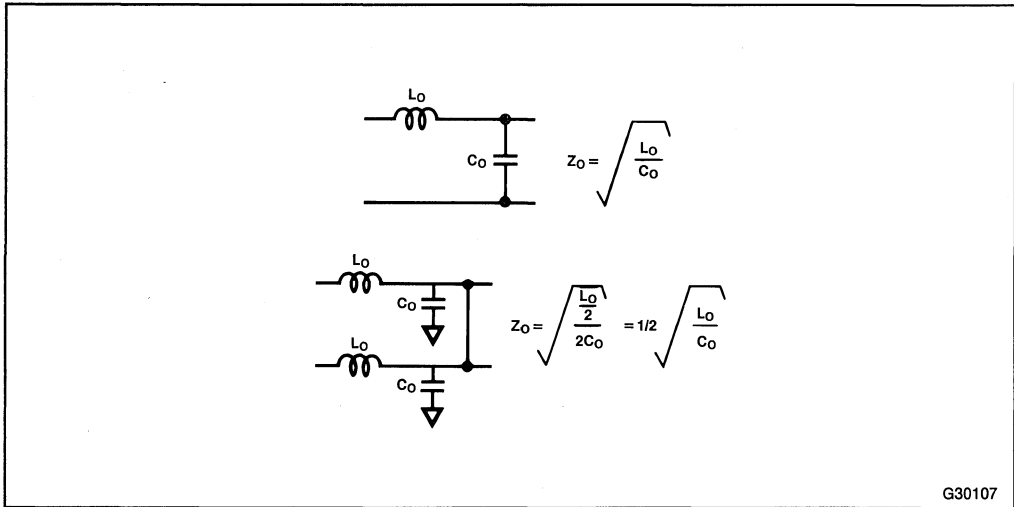 LO
CO
ZO = √ LO / CO
LO
CO
ZO = √ LO / 2 / 2CO = 1/2 √ LO / CO
LO
CO
G30107